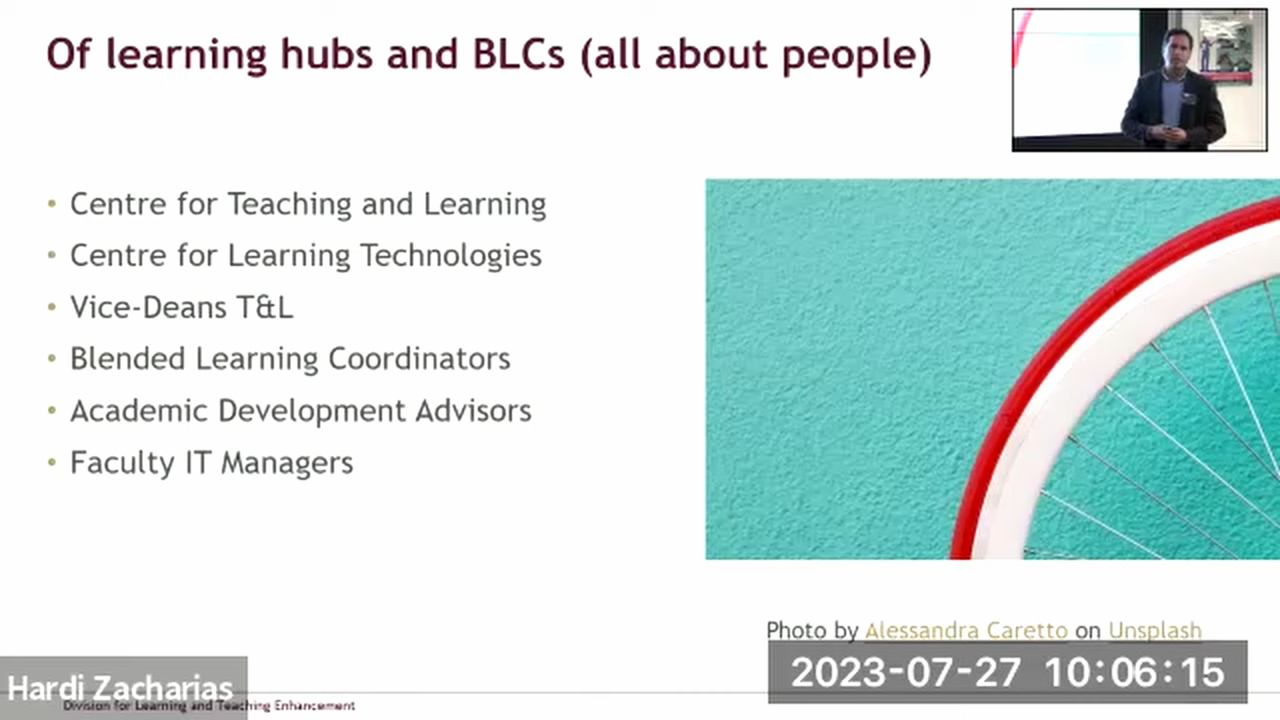 Of learning hubs and BLCs (all about people)
• Centre for Teaching and Learning
• Centre for Learning Technologies
• Vice-Deans T&L
• Blended Learning Coordinators
• Academic Development Advisors
• Faculty IT Managers
Photo by Alessandra Caretto on Unsplash
2023-07-27 10:06:15
Hardi Zacharias
Division for Learning and Teaching Enhancement